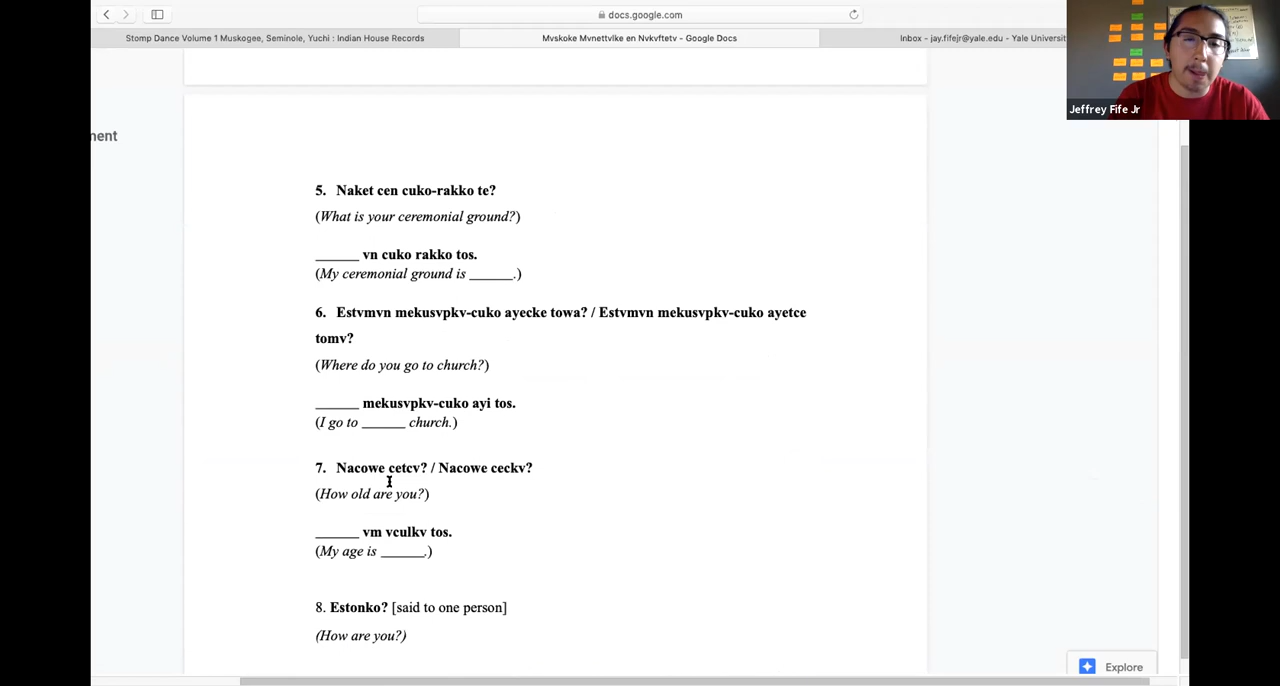 docs.google.com
Stomp Dance Volume 1 Muskogee, Seminole, Yuchi : Indian House Records
Mvskoke Mvnettvlke en Nvkvftetv - Google Docs
Inbox - jay.fifejr@yale.edu - Yale Universi
Jeffrey Fife Jr
ment
5. Naket cen cuko-rakko te?
(What is your ceremonial ground?)
______ vn cuko rakko tos.
(My ceremonial ground is ______.)
6. Estvmvn mekusvpkv-cuko ayecke towa? / Estvmvn mekusvpkv-cuko ayetce
tomv?
(Where do you go to church?)
______ mekusvpkv-cuko ayi tos.
(I go to ______ church.)
7. Nacowe cetcv? / Nacowe ceckv?
(How old are you?)
______ vm vculkv tos.
(My age is ______.)
8. Estonko? [said to one person]
(How are you?)
Explore